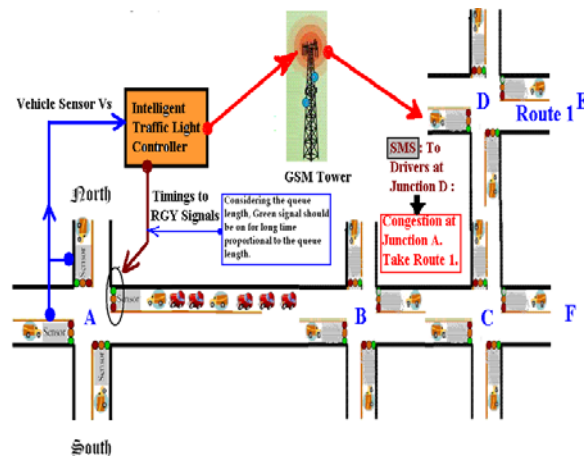 D
E
Route 1
Vehicle Sensor Vs
Intelligent
Traffic Light
Controller
GSM Tower
SMS : To
Drivers at
Junction D :
Timings to
RGY Signals
Considering the queue
length, Green signal should
be on for long time
proportional to the queue
length.
Congestion at
Junction A.
Take Route 1.
North
Sensor
Sensor
A
B
C
F
Sensor
Sensor
South